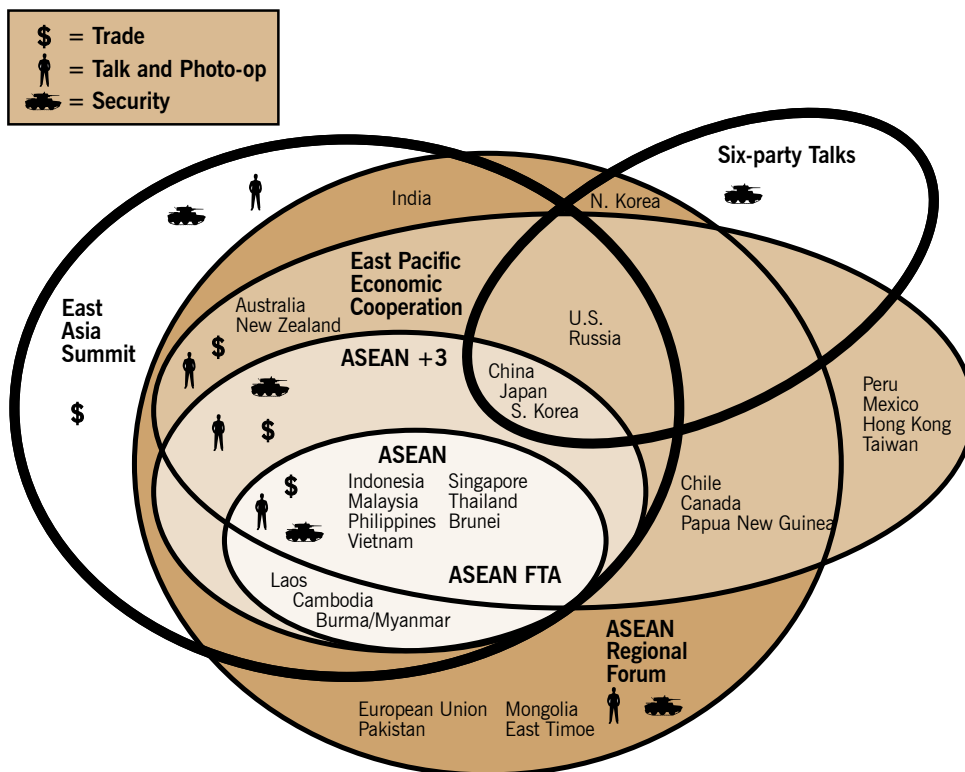 $ = Trade
= Talk and Photo-op
= Security
Six-party Talks
India
N. Korea
East Pacific
Economic
Cooperation
East
Asia
Summit
Australia
New Zealand
$
U.S.
Russia
ASEAN +3
China
Japan
S. Korea
Peru
Mexico
Hong Kong
Taiwan
$
$
ASEAN
$
Indonesia
Malaysia
Philippines
Vietnam
Singapore
Thailand
Brunei
Chile
Canada
Papua New Guinea
ASEAN FTA
Laos
Cambodia
Burma/Myanmar
ASEAN
Regional
Forum
European Union
Pakistan
Mongolia
East Timoe